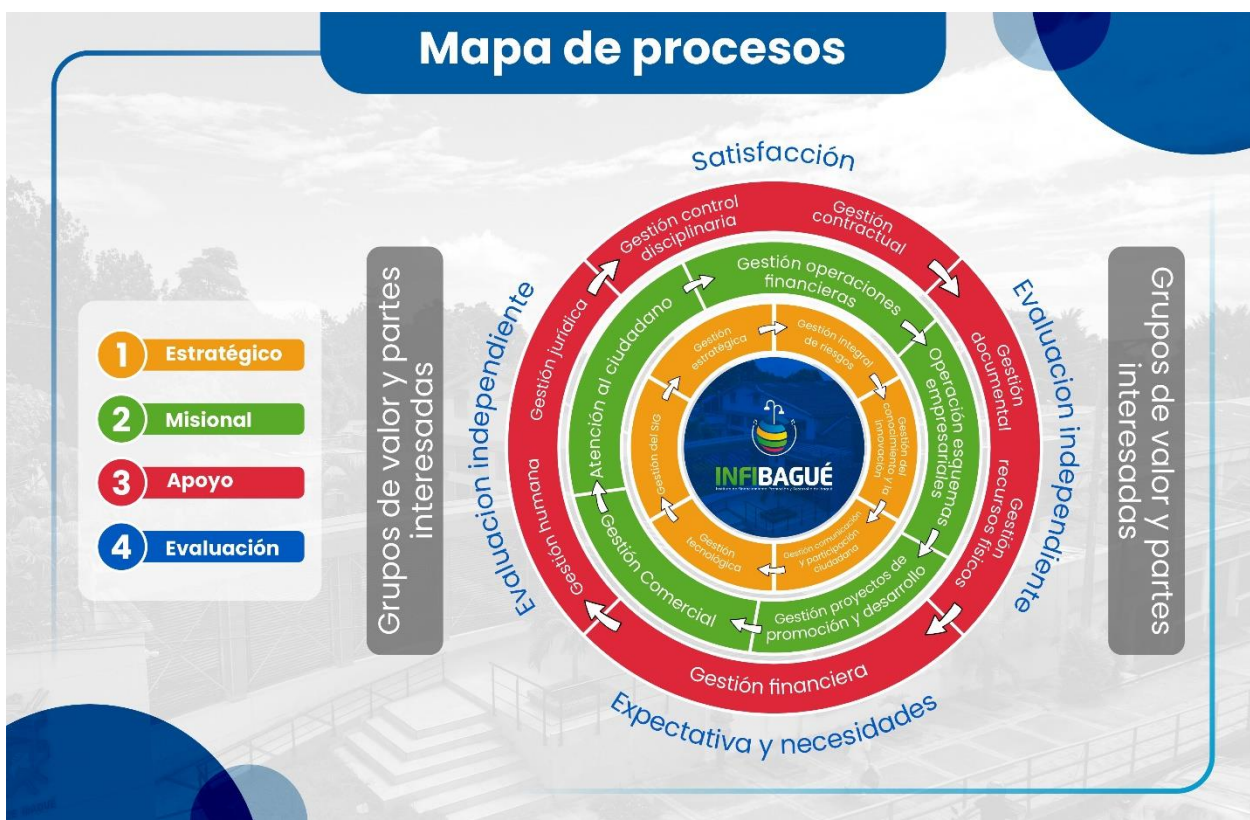 Mapa de procesos
1 Estratégico
2 Misional
3 Apoyo
4 Evaluación
Grupos de valor y partes
interesadas
Evaluacion independiente
Satisfacción
Evaluacion independiente
Expectativa y necesidades
Grupos de valor y partes
interesadas
Gestión control
disciplinaria
Gestión
contractual
Gestión
documental
Gestión
recursos físicos
Gestión financiera
Gestión humana
Gestión jurídica
Gestión operaciones
financieras
Operación esquemas
empresariales
Gestión proyectos de
promoción y desarrollo
Gestión Comercial
Atención al ciudadano
Gestión
estratégica
Gestión integral
de riesgos
Gestión del
conocimiento y la
innovación
Gestión comunicación
y participación
ciudadana
Gestión
tecnológica
Gestión del SIG
INFIBAGUÉ